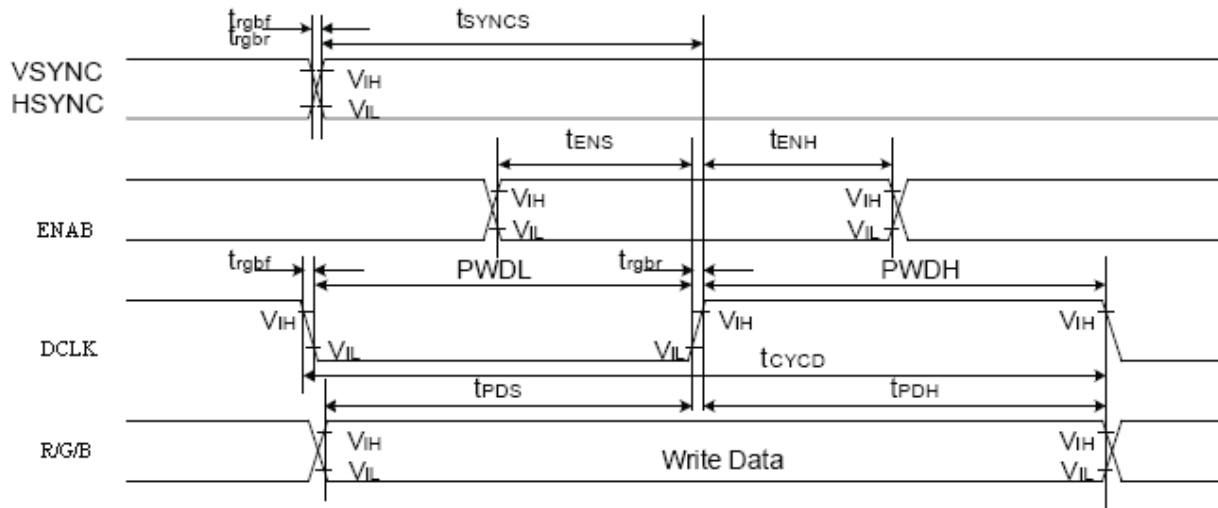 trgbf
trgbr
tSYNCS
VSYNC
HSYNC
VIH
VIL
tENS
tENH
ENAB
VIH
VIL
VIH
VIL
trgbf
PWDL
trgbr
PWDH
DCLK
VIH
VIL
VIL
VIH
VIH
tCYCD
tPDS
tPDH
R/G/B
VIH
VIL
Write Data
VIH
VIL